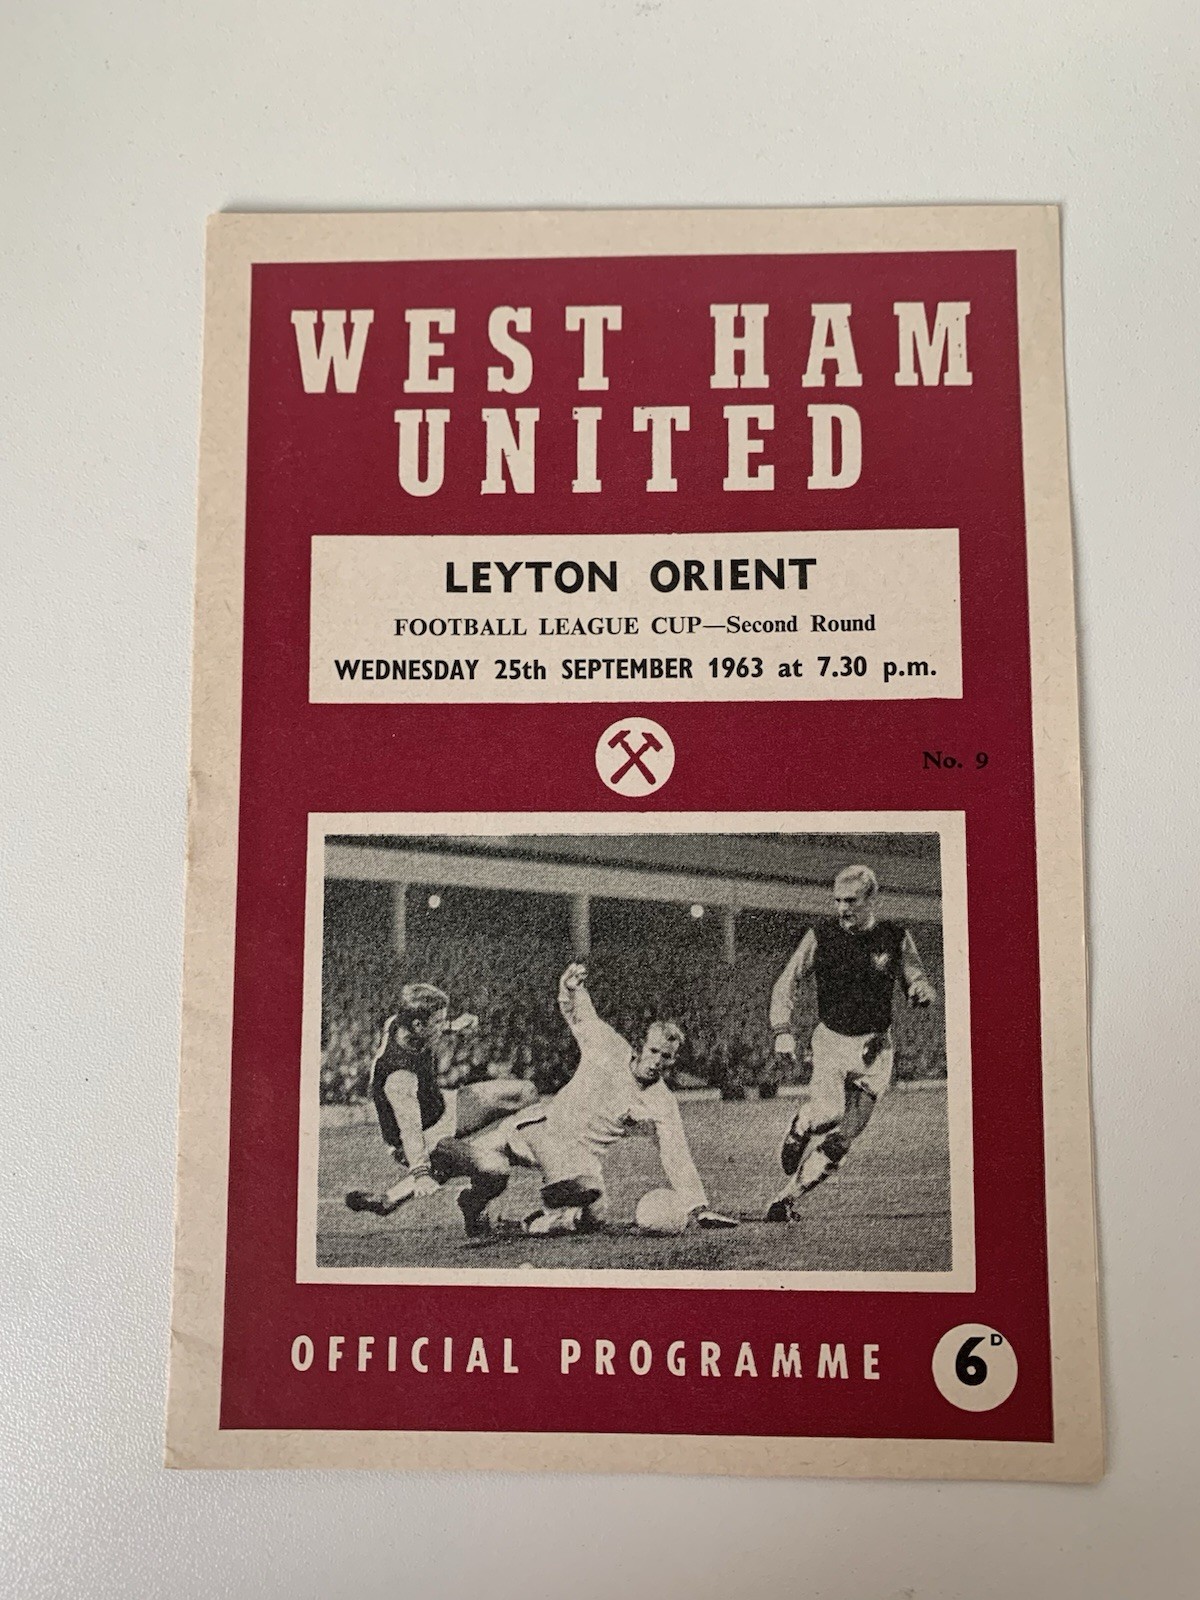 WEST HAM
UNITED
LEYTON ORIENT
FOOTBALL LEAGUE CUP—Second Round
WEDNESDAY 25th SEPTEMBER 1963 at 7.30 p.m.
No. 9
OFFICIAL PROGRAMME
6D